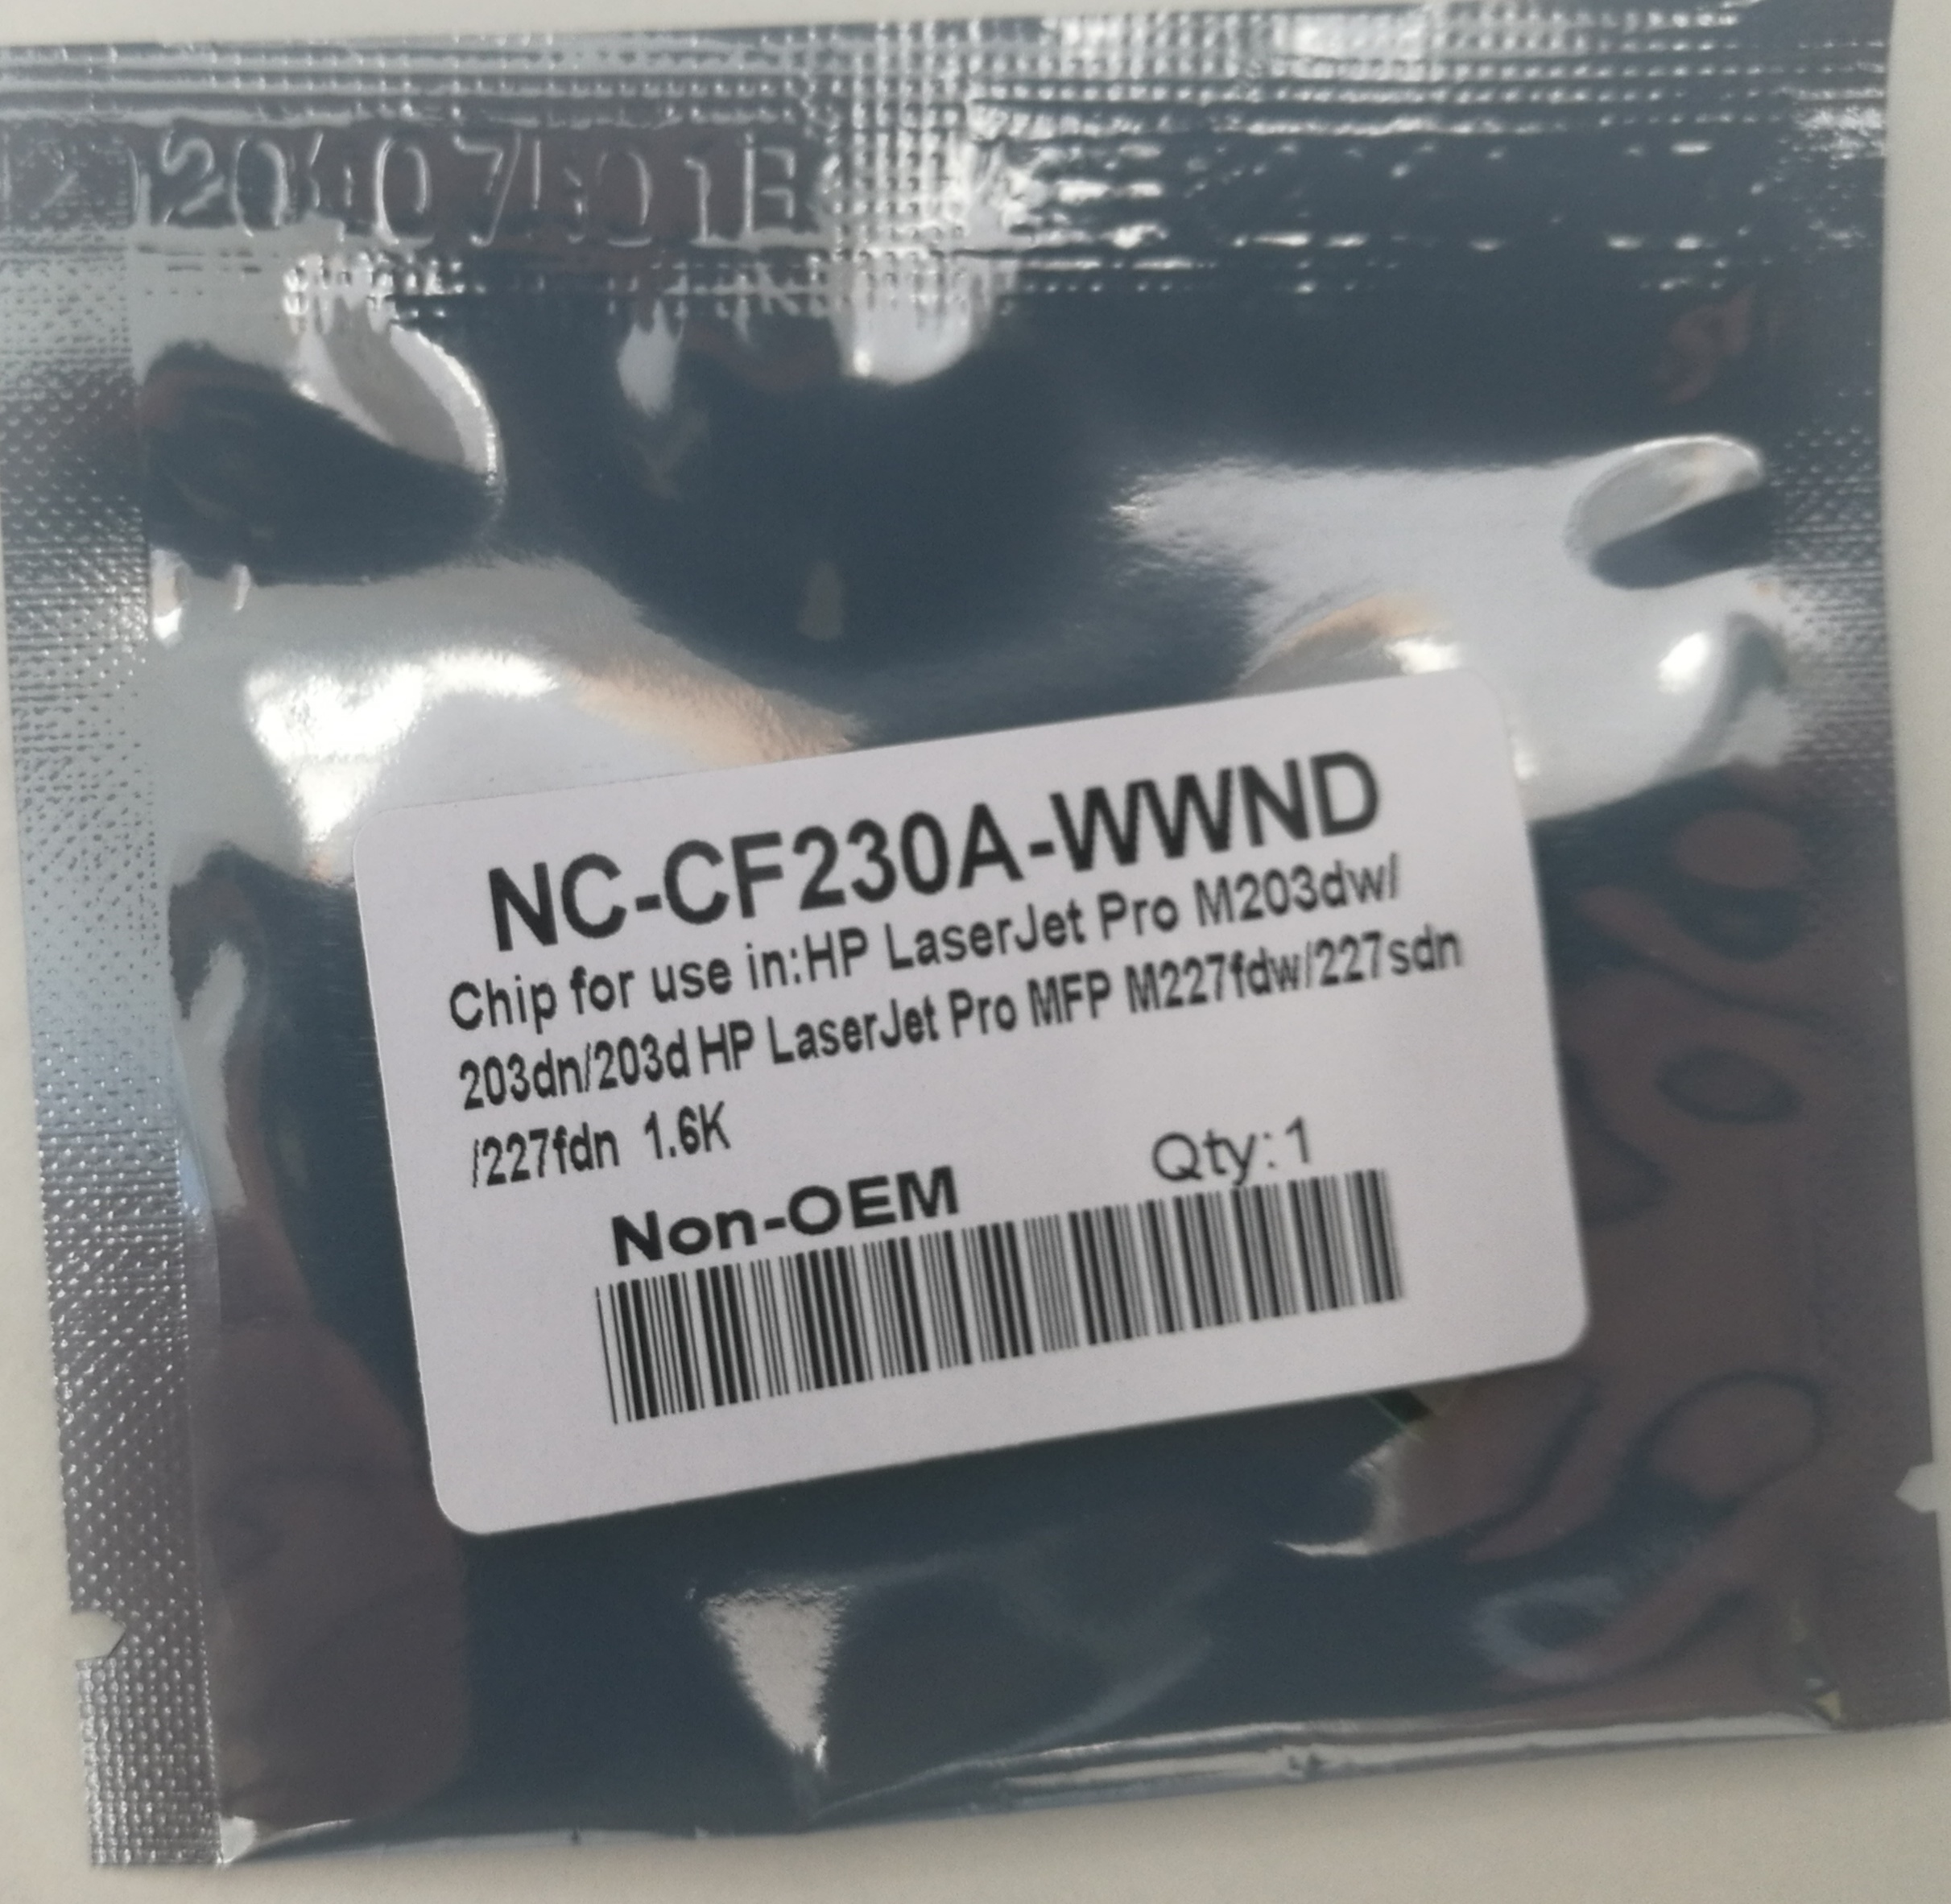 NC-CF230A-WWND
Chip for use in:HP LaserJet Pro M203dw/
203dn/203d HP LaserJet Pro MFP M227fdw/227sdn
/227fdn 1.6K
Non-OEM Qty:1